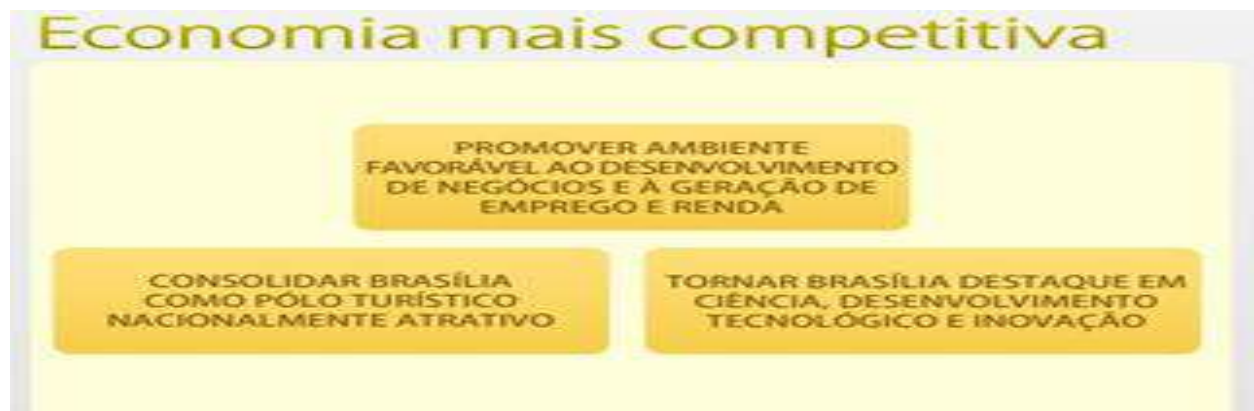 Economia mais competitiva
PROMOVER AMBIENTE
FAVORÁVEL AO DESENVOLVIMENTO
DE NEGÓCIOS E À GERAÇÃO DE
EMPREGO E RENDA
CONSOLIDAR BRASÍLIA
COMO PÓLO TURÍSTICO
NACIONALMENTE ATRATIVO
TORNAR BRASÍLIA DESTAQUE EM
CIÊNCIA, DESENVOLVIMENTO
TECNOLÓGICO E INOVAÇÃO